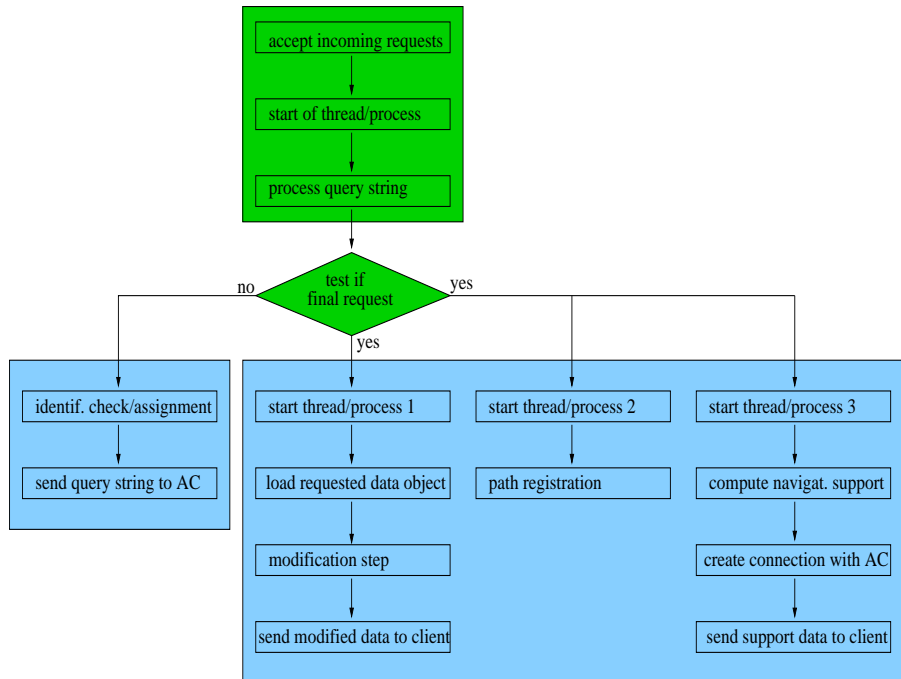 accept incoming requests
start of thread/process
process query string
test if
final request
no
yes
yes
identif. check/assignment
send query string to AC
start thread/process 1
load requested data object
modification step
send modified data to client
start thread/process 2
path registration
start thread/process 3
compute navigat. support
create connection with AC
send support data to client